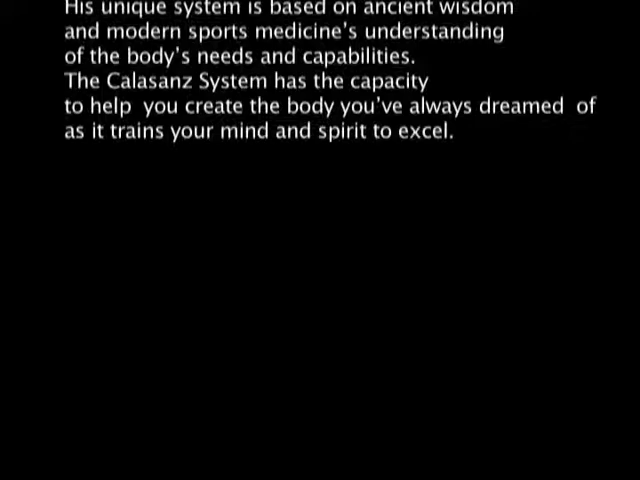 His unique system is based on ancient wisdom
and modern sports medicine's understanding
of the body's needs and capabilities.
The Calasanz System has the capacity
to help  you create the body you've always dreamed  of
as it trains your mind and spirit to excel.